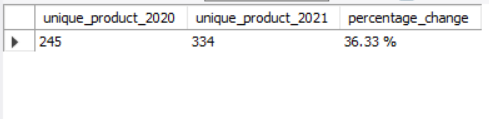 unique_product_2020 unique_product_2021 percentage_change
245 334 36.33 %